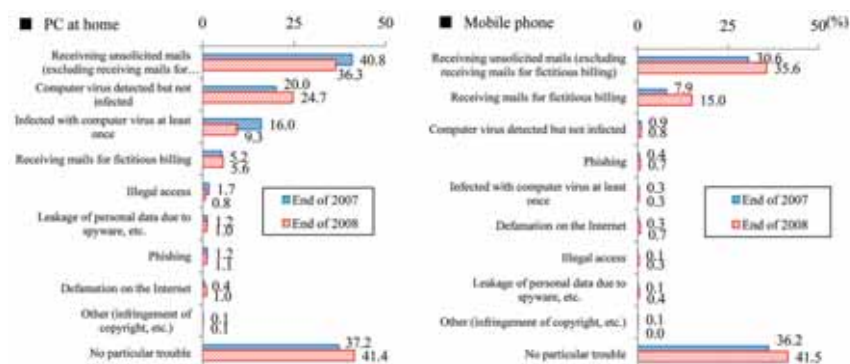 ■ PC at home
0 25 50
Receivning unsolicited mails
(excluding receiving mails for
fictitious billing)…
40.8
36.3
Computer virus detected but not
infected
20.0
24.7
Infected with computer virus at least
once
16.0
9.3
Receiving mails for fictitious billing
5.2
5.6
Illegal access
1.7
0.8
Leakage of personal data due to
spyware, etc.
1.2
1.0
Phishing
1.2
1.1
Defamation on the Internet
0.4
1.0
Other (infringement of
copyright, etc.)
0.1
0.1
No particular trouble
37.2
41.4
End of 2007
End of 2008
■ Mobile phone
0 25 50 (%)
Receivning unsolicited mails (excluding
receiving mails for fictitious billing)
30.6
35.6
Receiving mails for fictitious billing
7.9
15.0
Computer virus detected but not infected
0.9
0.8
Phishing
0.4
0.7
Infected with computer virus at least
once
0.3
0.3
Defamation on the Internet
0.3
0.7
Illegal access
0.1
0.3
Leakage of personal data due to
spyware, etc.
0.1
0.4
Other (infringement of copyright, etc.)
0.1
0.0
No particular trouble
36.2
41.5
End of 2007
End of 2008